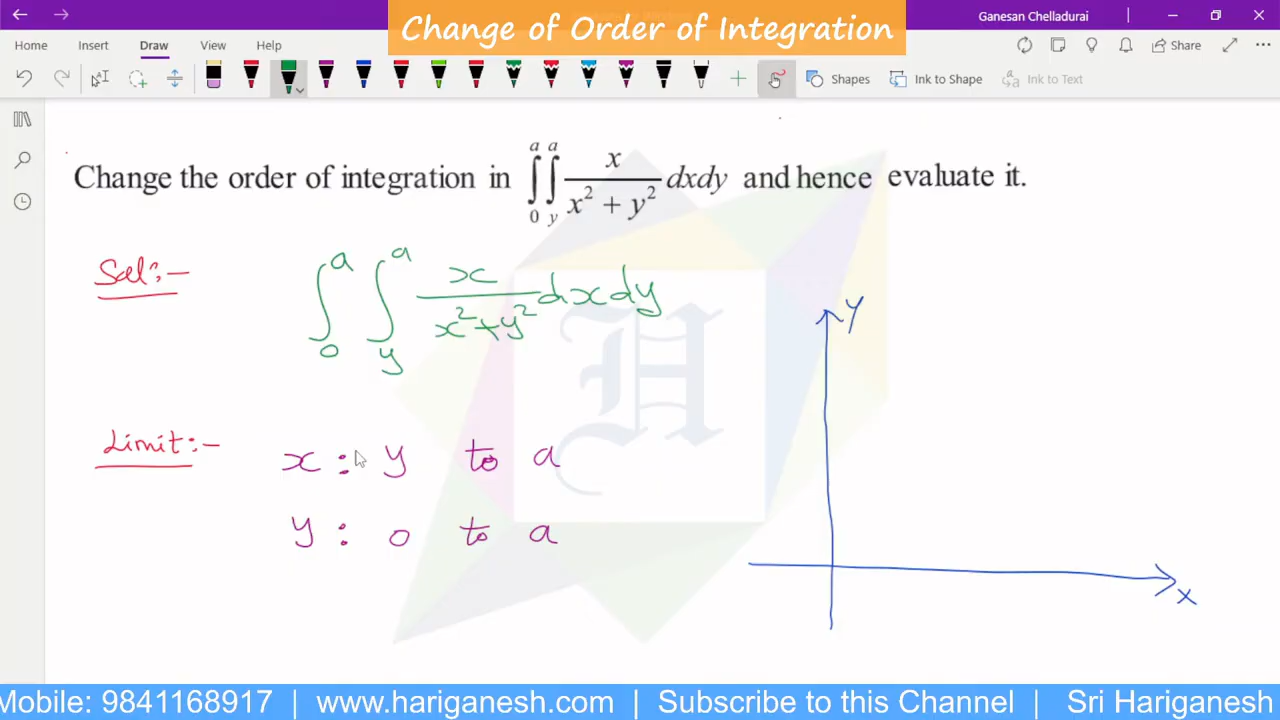 Change of Order of Integration
Ganesan Chelladurai
Home Insert Draw View Help
Share
Shapes Ink to Shape Ink to Text
Change the order of integration in ∫₀ᵃ ∫ᵧᵃ x/(x² + y²) dxdy and hence evaluate it.
Sol:-
∫₀ᵃ ∫ᵧᵃ x/(x²+y²) dx dy
Y
Limit:-
x : y to a
y : 0 to a
X
H
Mobile: 9841168917 | www.hariganesh.com | Subscribe to this Channel | Sri Hariganesh